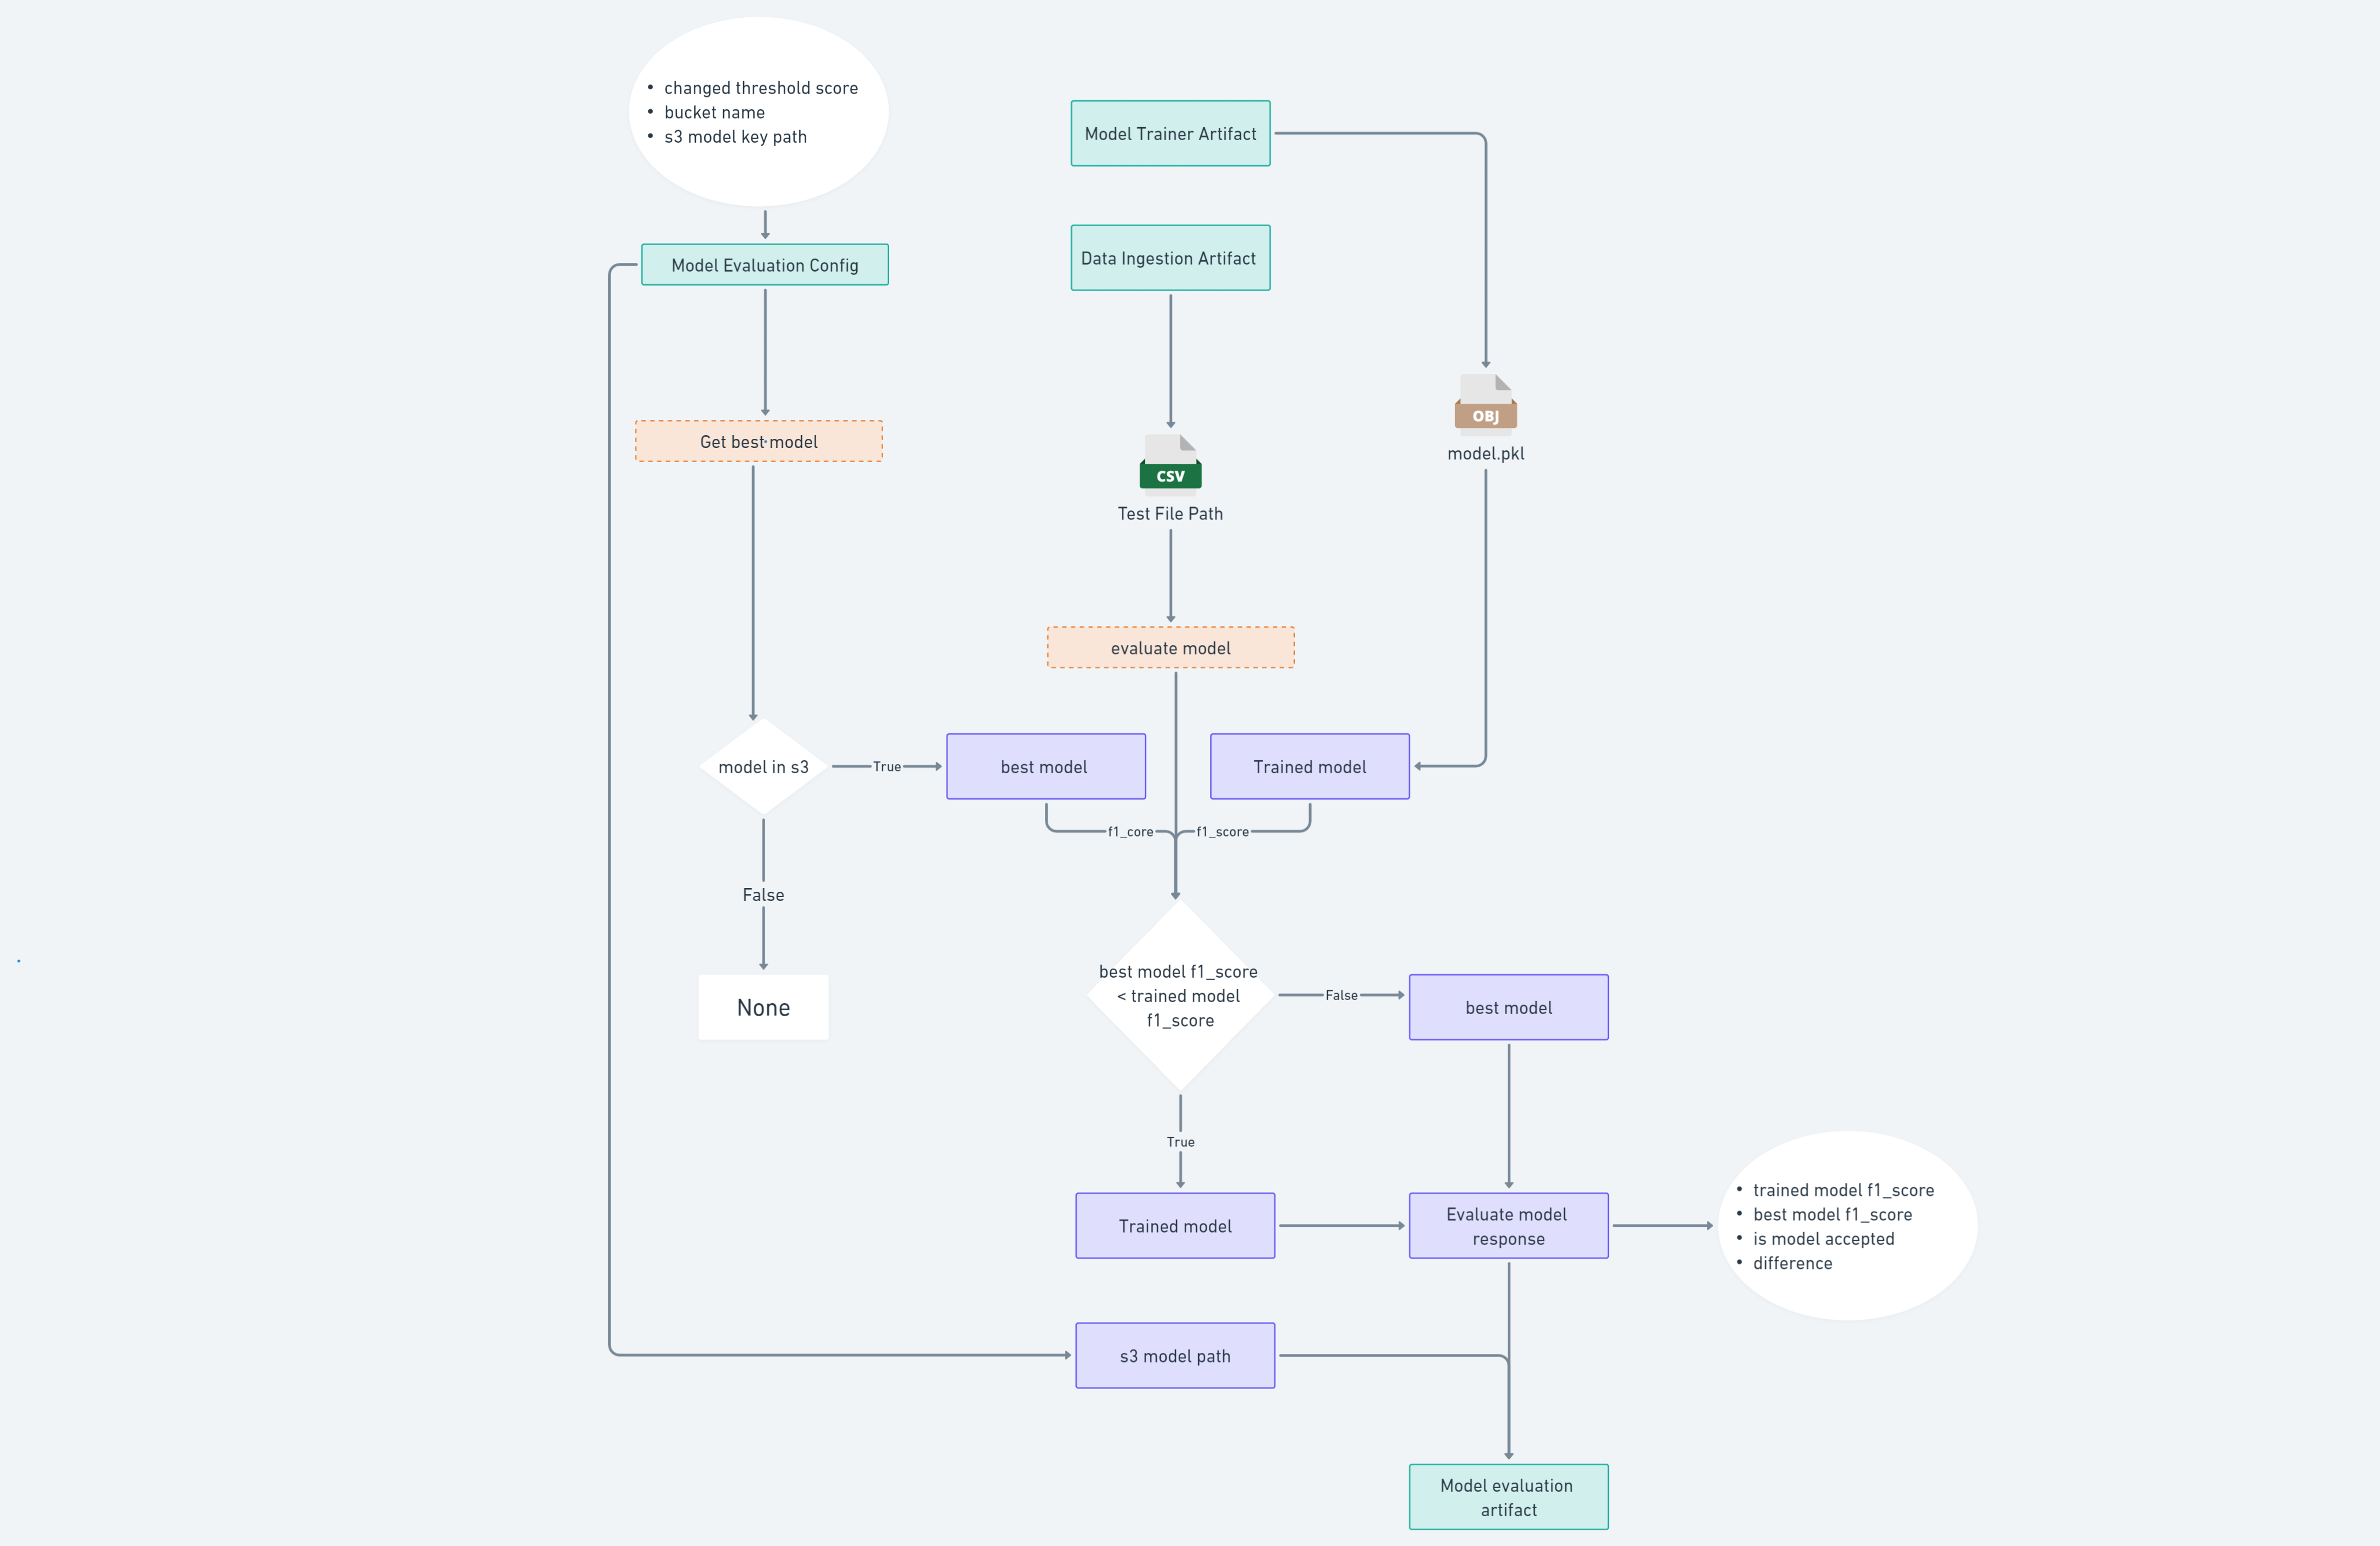 • changed threshold score
• bucket name
• s3 model key path
Model Trainer Artifact
Data Ingestion Artifact
Model Evaluation Config
OBJ
model.pkl
Get best model
CSV
Test File Path
evaluate model
model in s3
True
best model
Trained model
f1_core
f1_score
False
None
best model f1_score
< trained model
f1_score
False
best model
True
Trained model
Evaluate model
response
• trained model f1_score
• best model f1_score
• is model accepted
• difference
s3 model path
Model evaluation
artifact